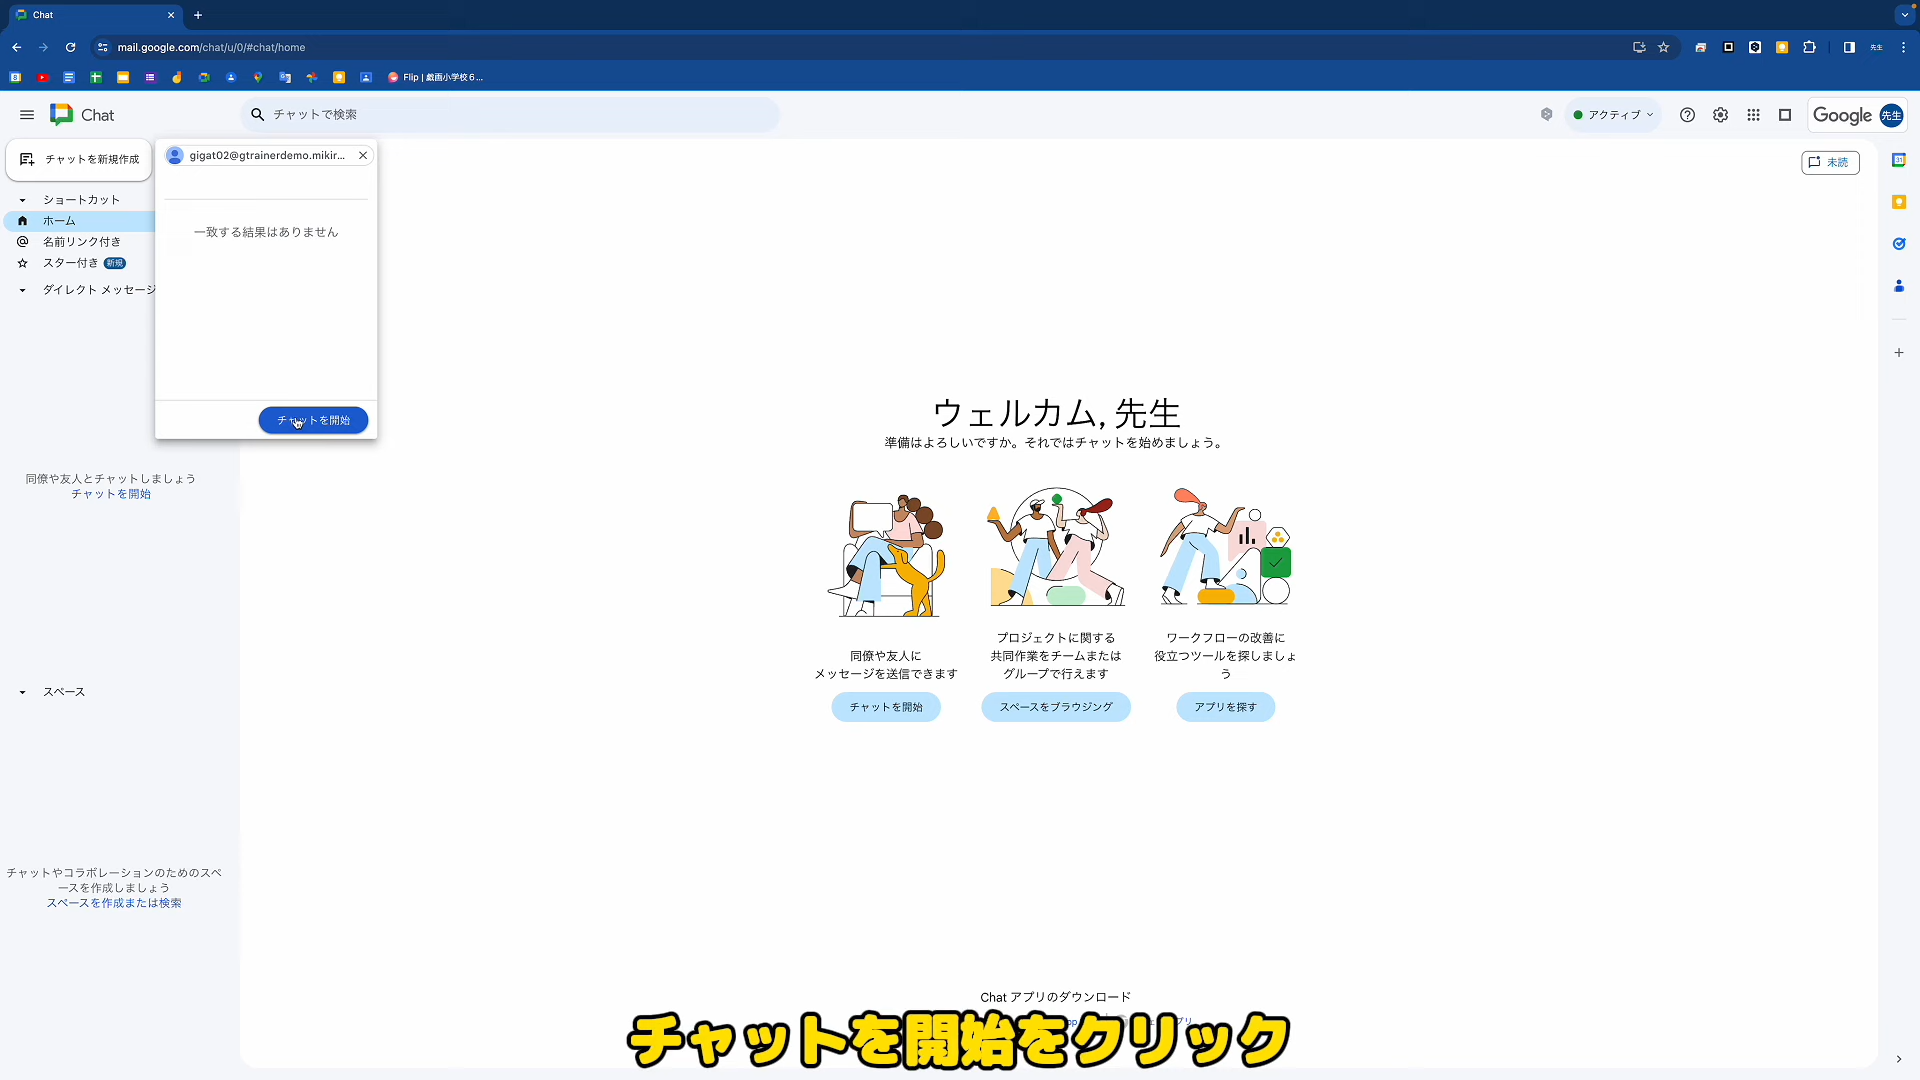 Chat
mail.google.com/chat/u/0/#chat/home
先生
Flip | 戯画小学校６...
Chat
チャットで検索
アクティブ
Google
先生
チャットを新規作成
gigat02@gtrainerdemo.mikir...
未読
ショートカット
ホーム
名前リンク付き
スター付き 新規
ダイレクト メッセージ
一致する結果はありません
チャットを開始
同僚や友人とチャットしましょう
チャットを開始
ウェルカム, 先生
準備はよろしいですか。それではチャットを始めましょう。
同僚や友人に
メッセージを送信できます
チャットを開始
プロジェクトに関する
共同作業をチームまたは
グループで行えます
スペースをブラウジング
ワークフローの改善に
役立つツールを探しましょ
う
アプリを探す
スペース
チャットやコラボレーションのためのスペ
ースを作成しましょう
スペースを作成または検索
Chat アプリのダウンロード
チャットを開始をクリック